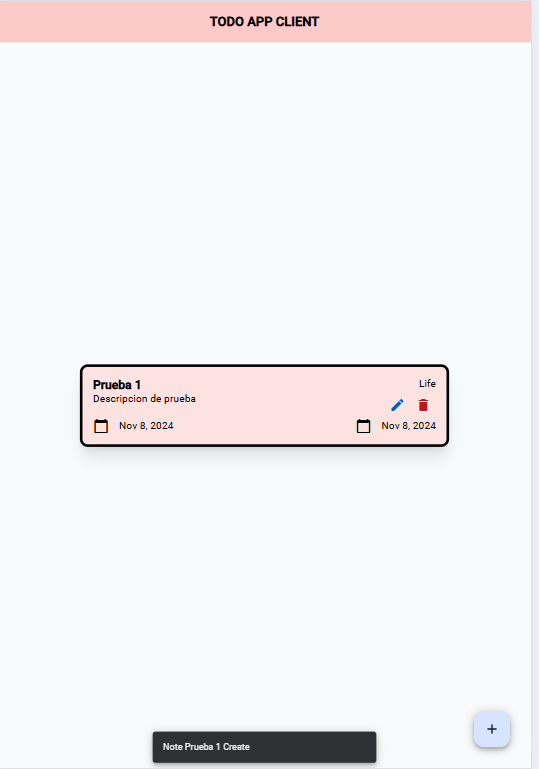 TODO APP CLIENT
Prueba 1
Life
Descripcion de prueba
Nov 8, 2024
Nov 8, 2024
Note Prueba 1 Create